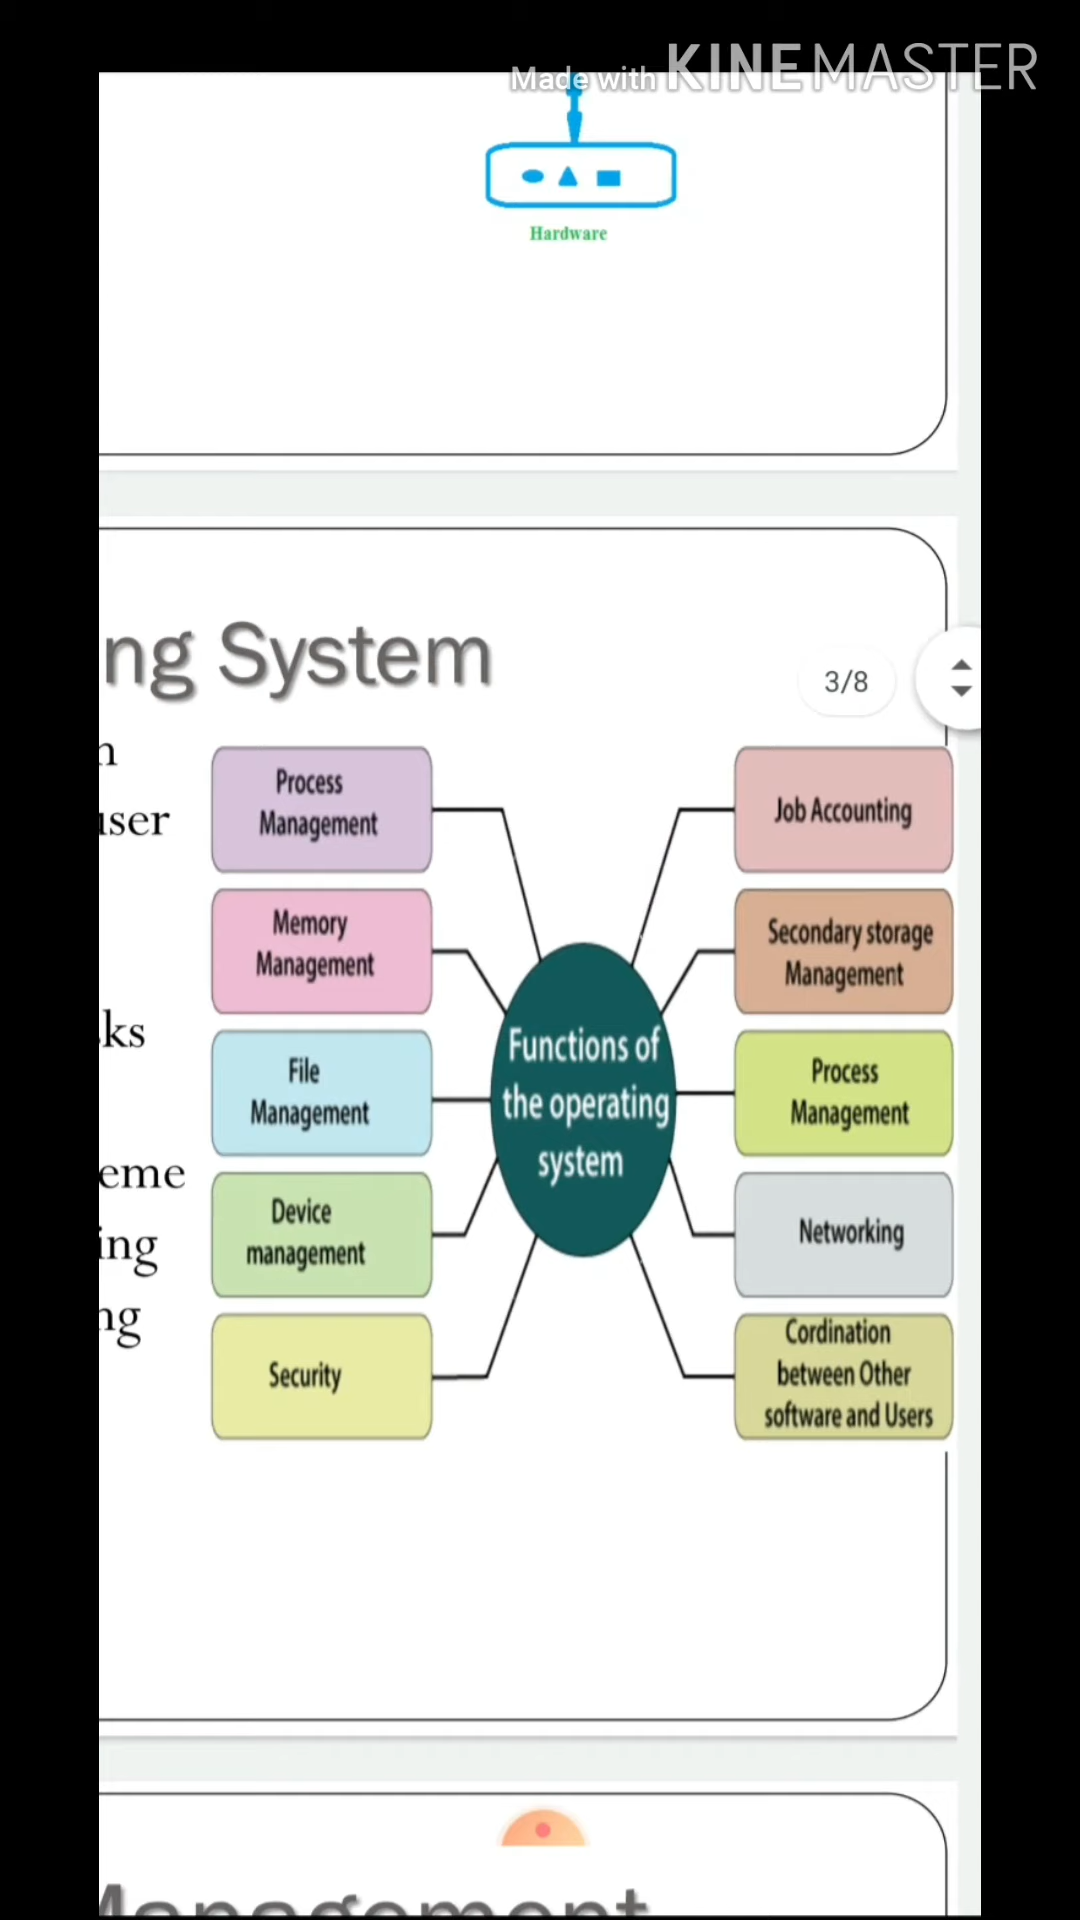 Made with KINEMASTER
Hardware
ng System
3/8
n
user
ks
eme
ing
ng
Process
Management
Memory
Management
File
Management
Device
management
Security
Functions of
the operating
system
Job Accounting
Secondary storage
Management
Process
Management
Networking
Cordination
between Other
software and Users
Management